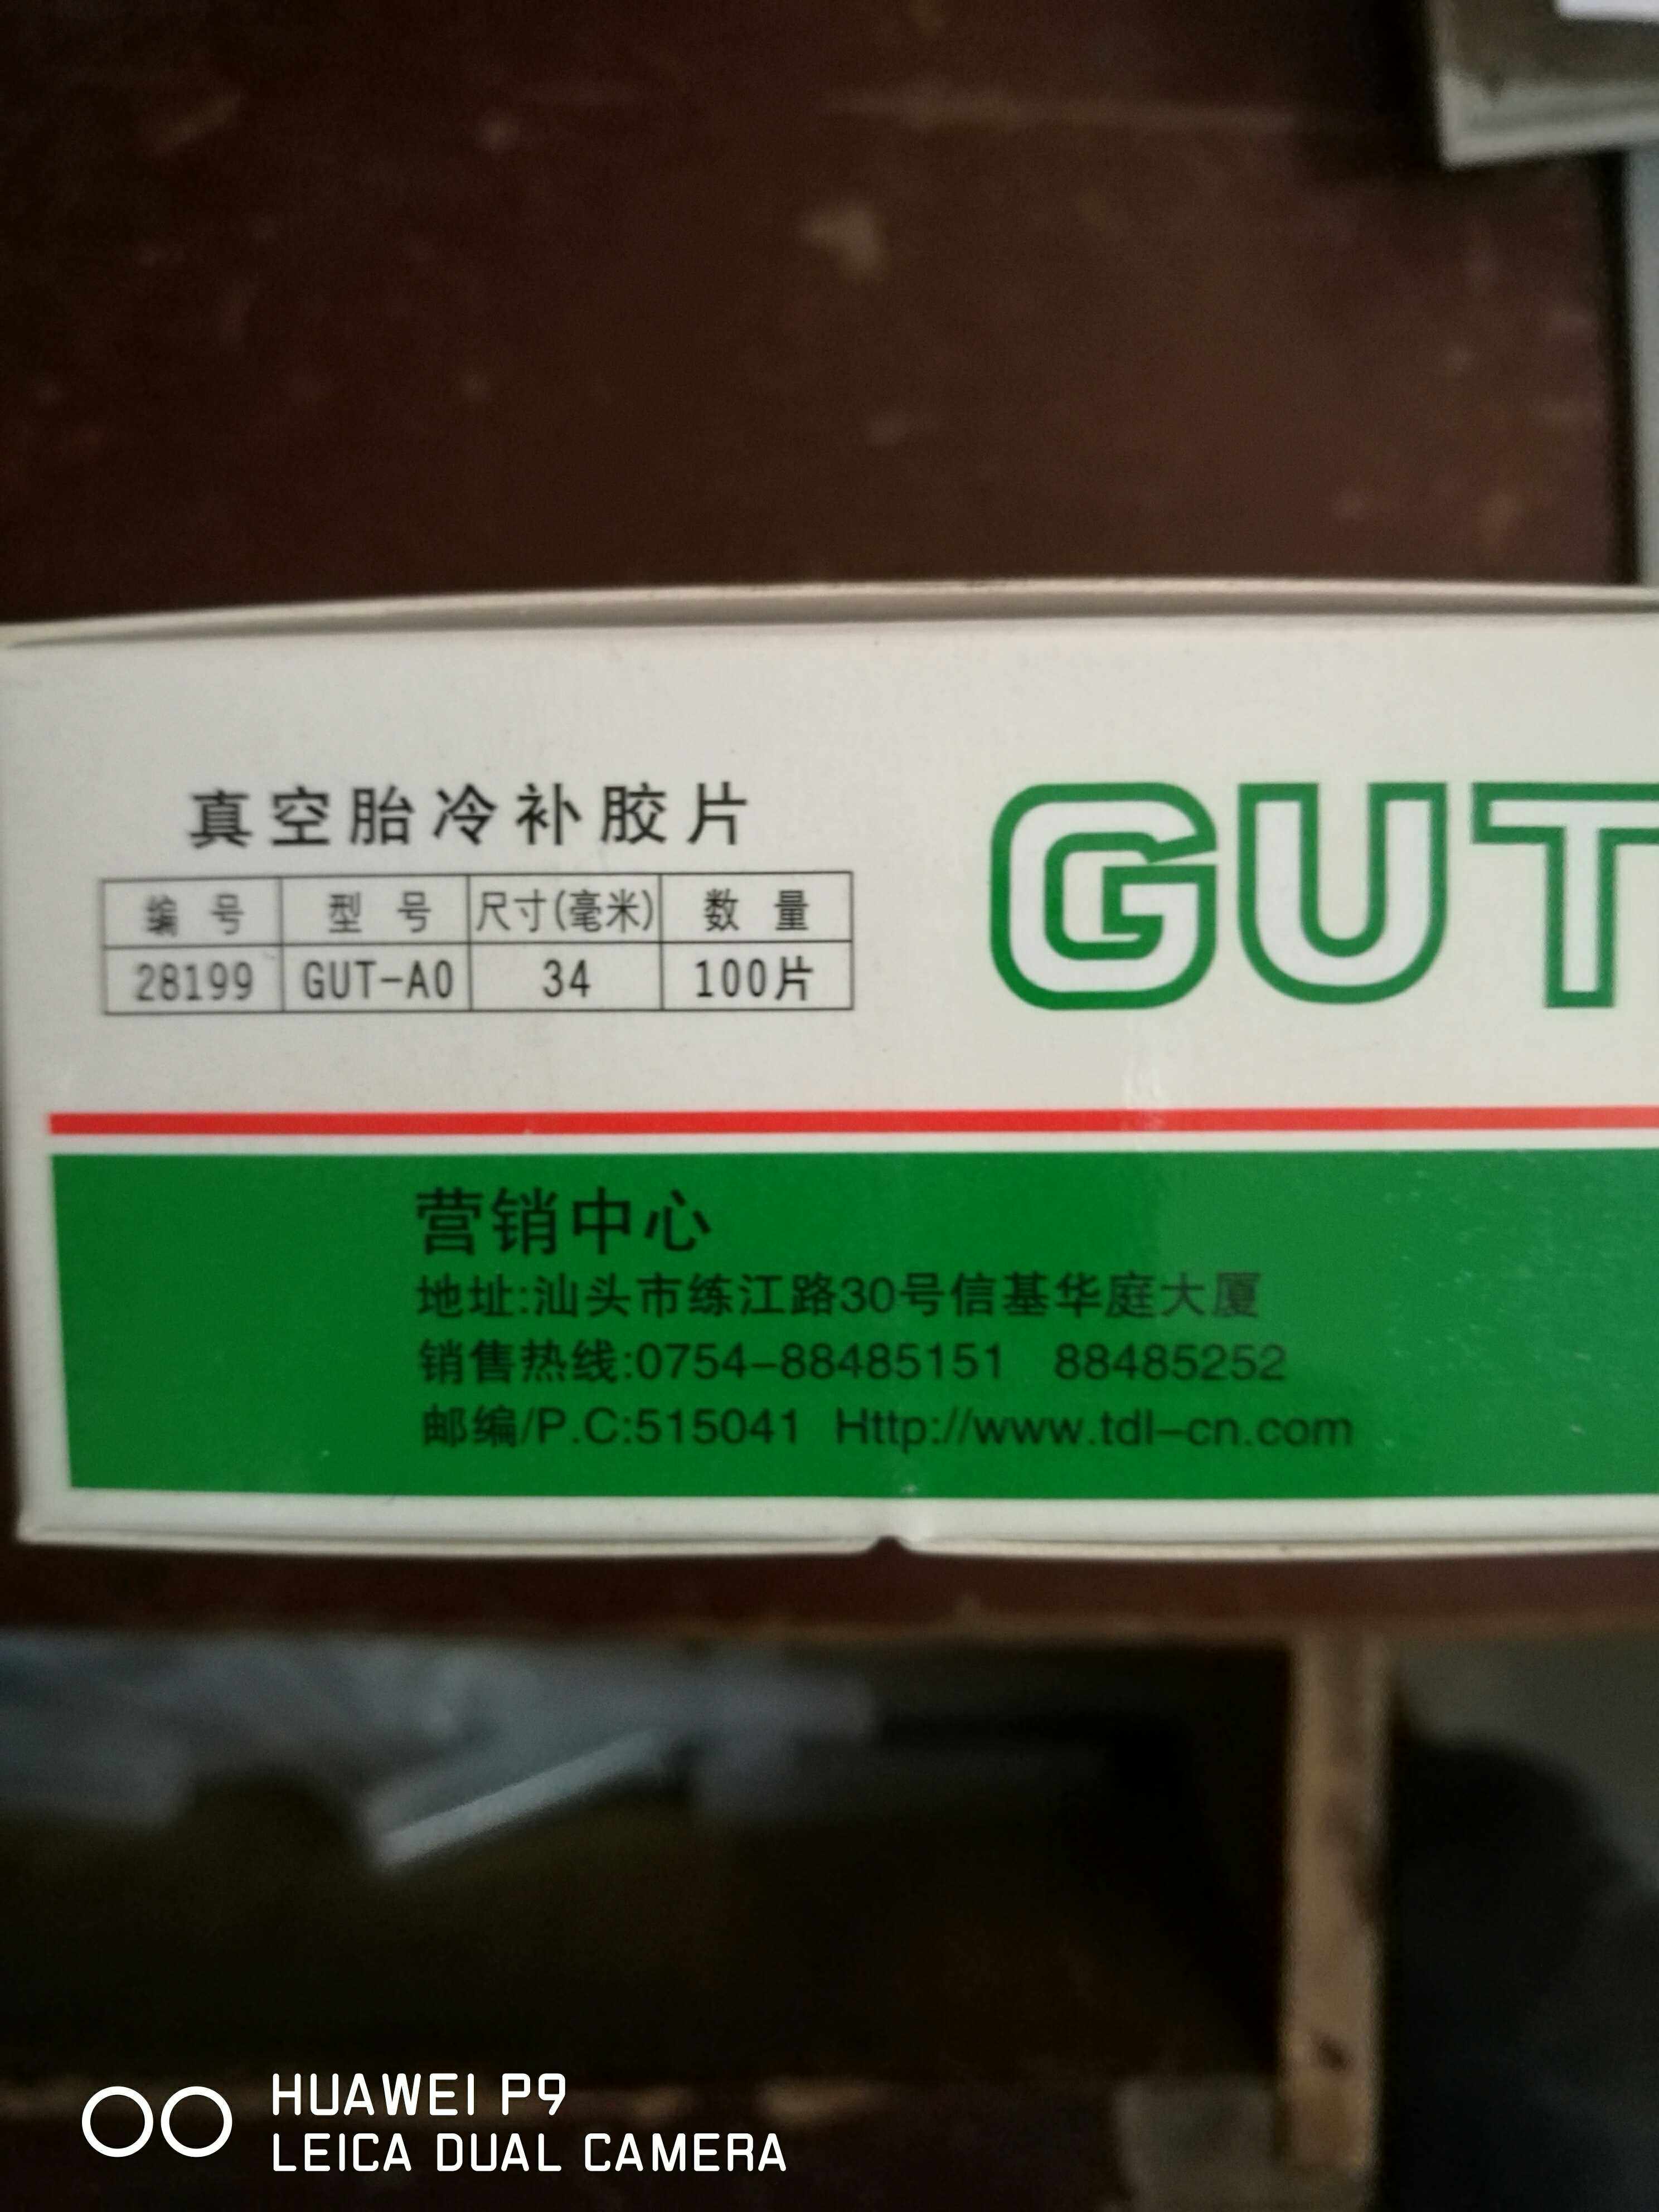 真空胎冷补胶片
编号 型号 尺寸(毫米) 数量
28199 GUT-A0 34 100片
GUT
营销中心
地址:汕头市练江路30号信基华庭大厦
销售热线:0754-88485151 88485252
邮编/P.C:515041 Http://www.tdl-cn.com
HUAWEI P9
LEICA DUAL CAMERA